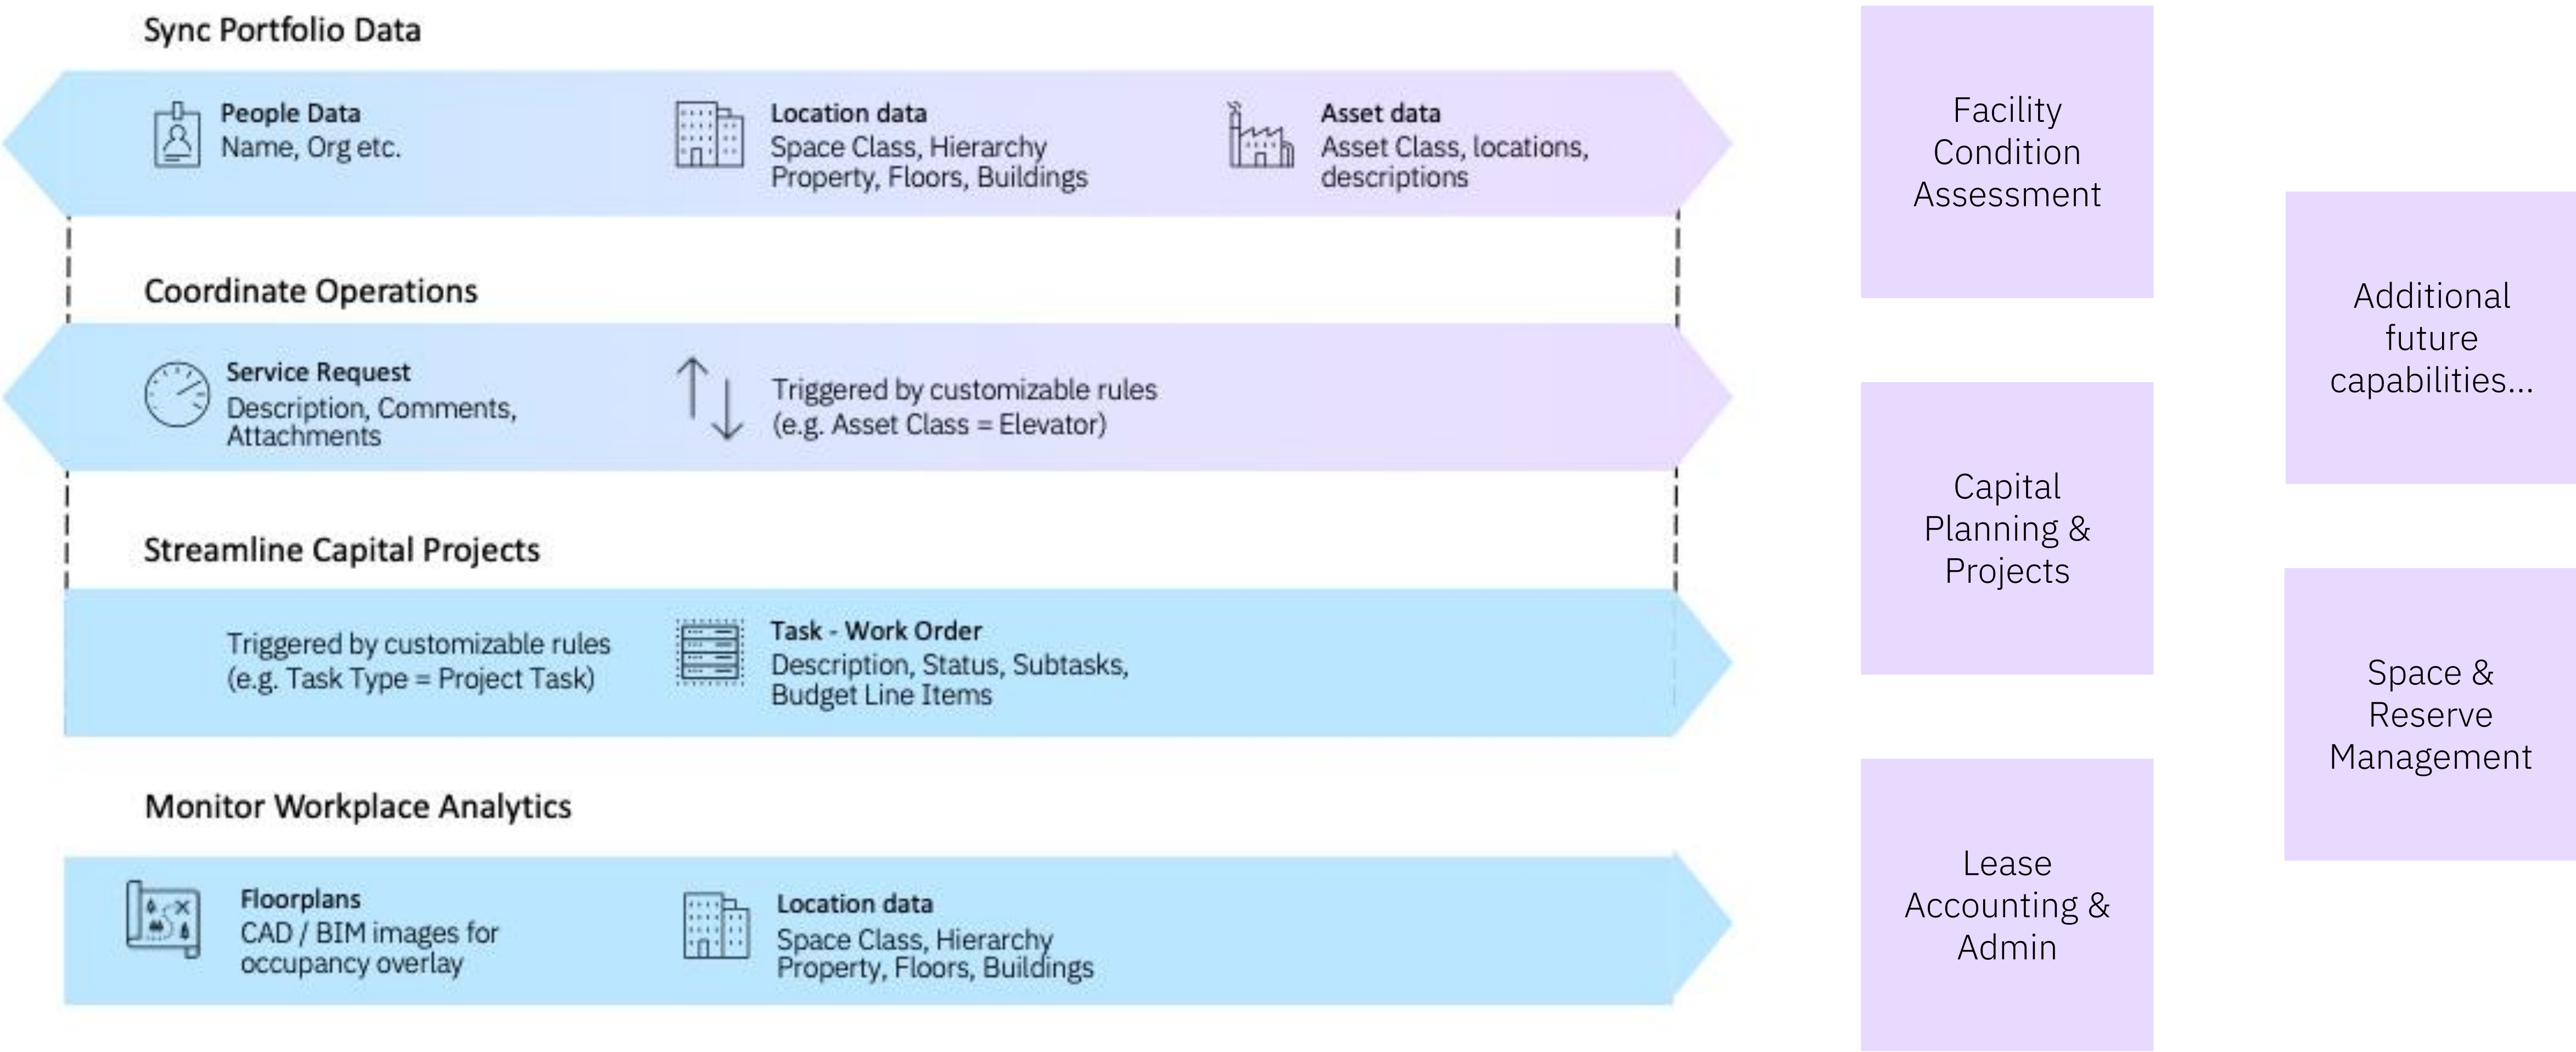 Sync Portfolio Data
People Data
Name, Org etc.
Location data
Space Class, Hierarchy
Property, Floors, Buildings
Asset data
Asset Class, locations,
descriptions
Coordinate Operations
Service Request
Description, Comments,
Attachments
Triggered by customizable rules
(e.g. Asset Class = Elevator)
Streamline Capital Projects
Triggered by customizable rules
(e.g. Task Type = Project Task)
Task - Work Order
Description, Status, Subtasks,
Budget Line Items
Monitor Workplace Analytics
Floorplans
CAD / BIM images for
occupancy overlay
Location data
Space Class, Hierarchy
Property, Floors, Buildings
Facility
Condition
Assessment
Capital
Planning &
Projects
Lease
Accounting &
Admin
Additional
future
capabilities...
Space &
Reserve
Management